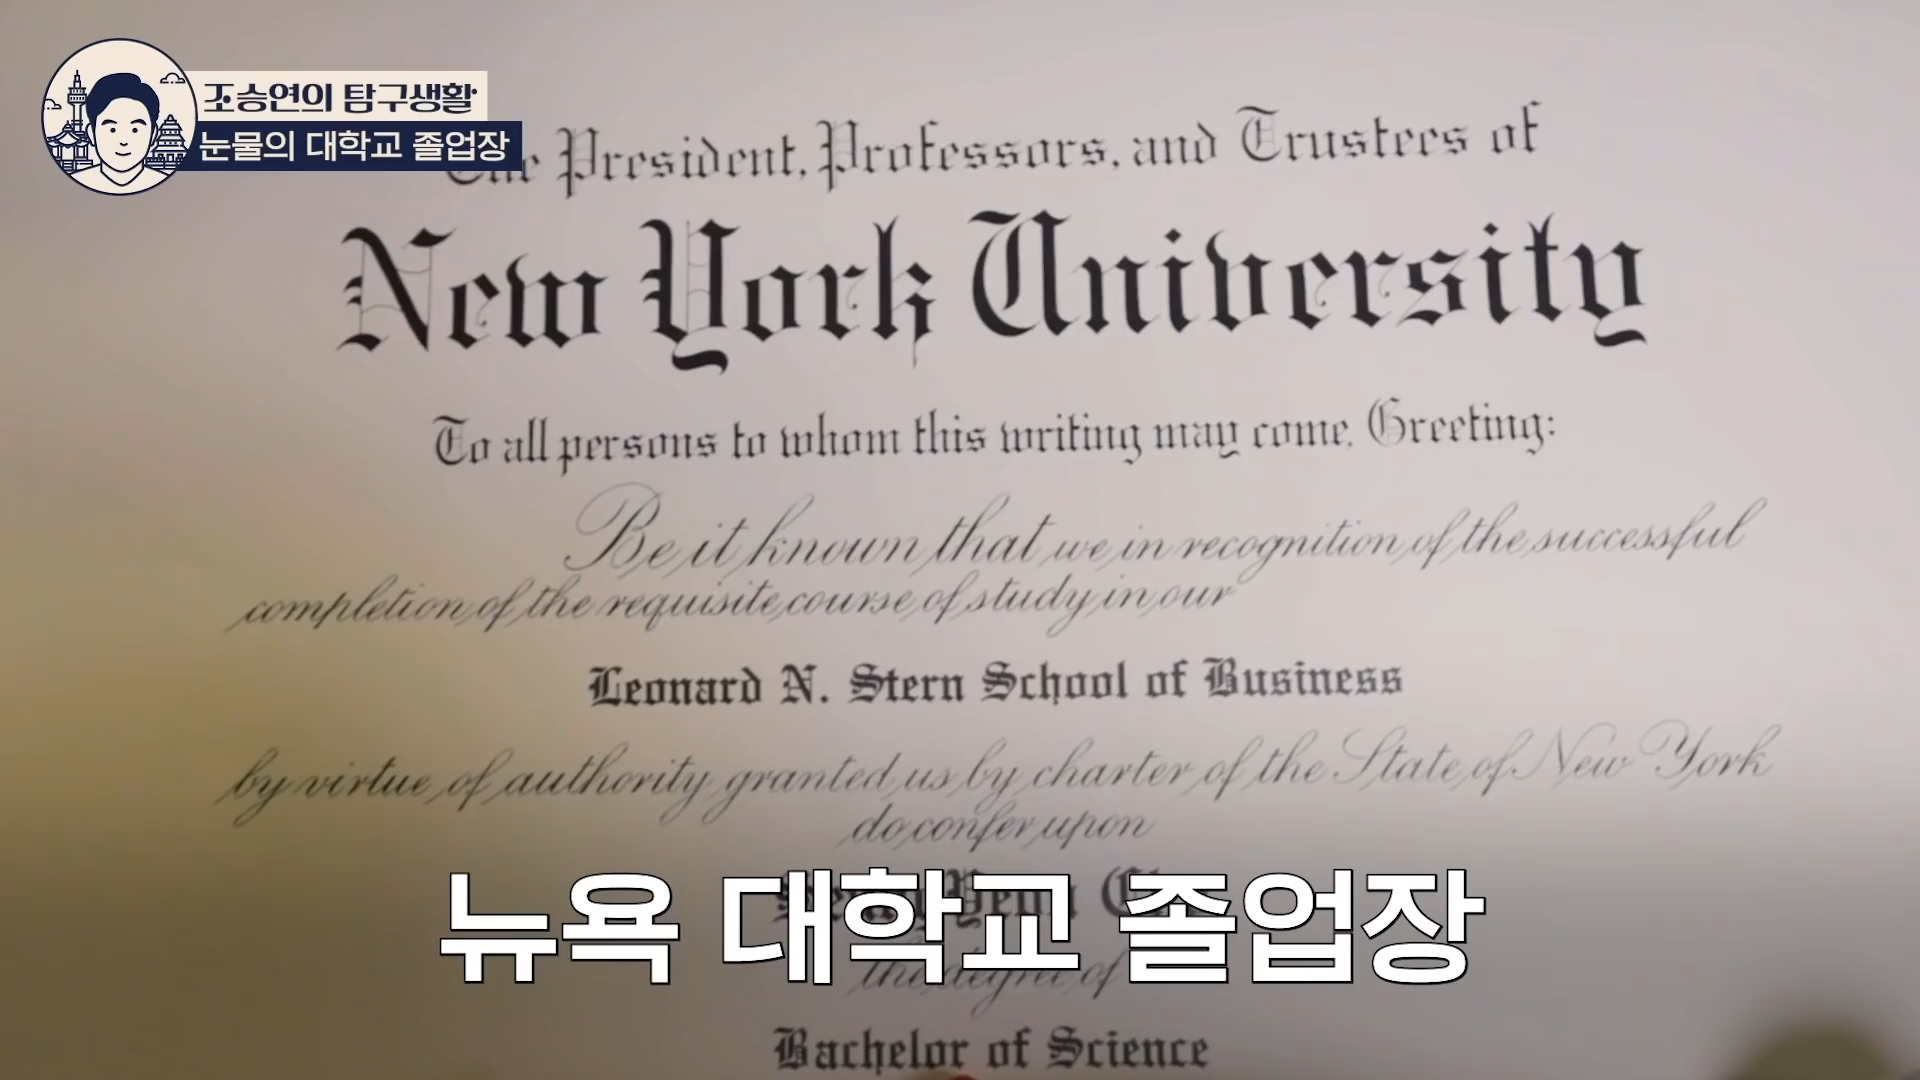 조승연의 탐구생활
눈물의 대학교 졸업장
President, Professors, and Trustees of
New York University
To all persons to whom this writing may come, Greeting:
Be it known that we in recognition of the successful
completion of the requisite course of study in our
Leonard N. Stern School of Business
by virtue of authority granted us by charter of the State of New York
do confer upon
뉴욕 대학교 졸업장
the degree of
Bachelor of Science